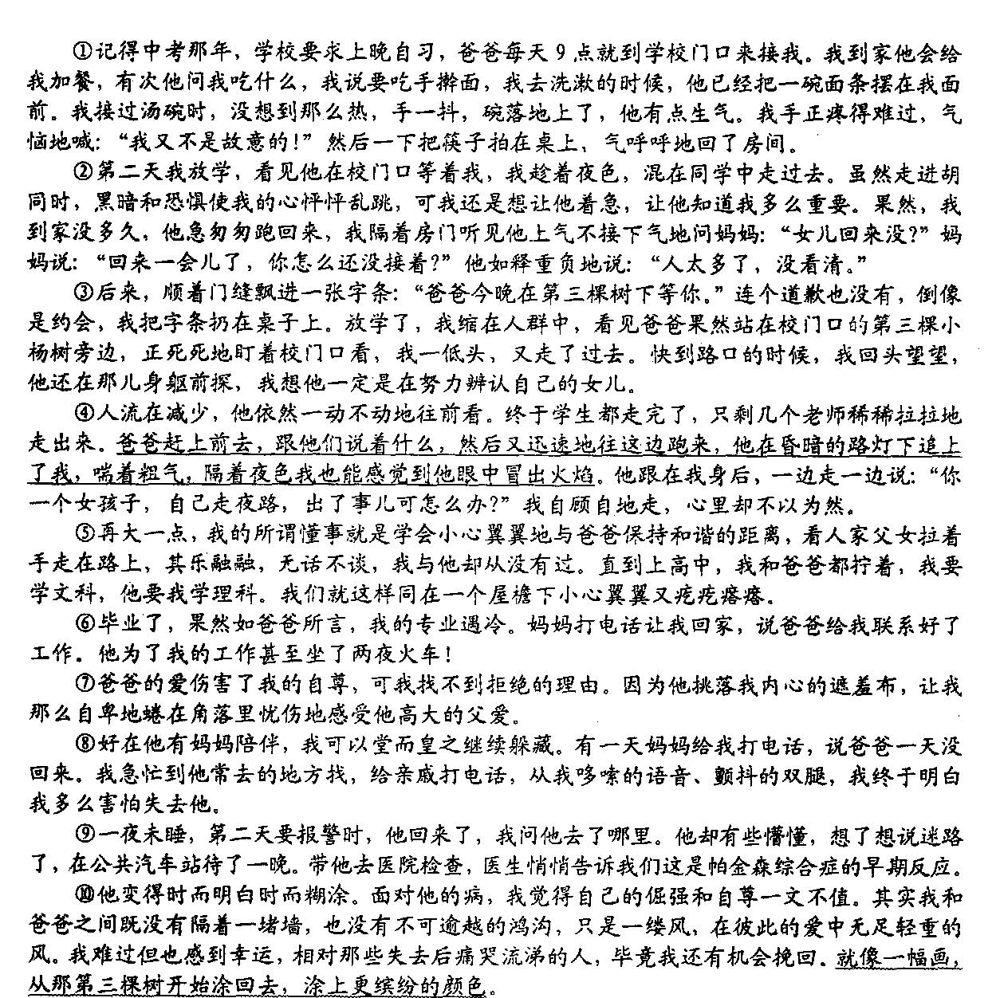 ①记得中考那年，学校要求上晚自习，爸爸每天9点就到学校门口来接我。我到家他会给
我加餐，有次他问我吃什么，我说要吃手擀面，我去洗漱的时候，他已经把一碗面条摆在我面
前。我接过汤碗时，没想到那么热，手一抖，碗落地上了，他有点生气。我手正疼得难过，气
恼地喊：“我又不是故意的！”然后一下把筷子拍在桌上，气呼呼地回了房间。
②第二天我放学，看见他在校门口等着我，我趁着夜色，混在同学中走过去。虽然走进胡
同时，黑暗和恐惧使我的心怦怦乱跳，可我还是想让他着急，让他知道我多么重要。果然，我
到家没多久，他急匆匆跑回来，我隔着房门听见他上气不接下气地问妈妈：“女儿回来没？”妈
妈说：“回来一会儿了，你怎么还没接着？”他如释重负地说：“人太多了，没看清。”
③后来，顺着门缝飘进一张字条：“爸爸今晚在第三棵树下等你。”连个道歉也没有，倒像
是约会，我把字条扔在桌子上。放学了，我缩在人群中，看见爸爸果然站在校门口的第三棵小
杨树旁边，正死死地盯着校门口看，我一低头，又走了过去。快到路口的时候，我回头望望，
他还在那儿身躯前探，我想他一定是在努力辨认自己的女儿。
④人流在减少，他依然一动不动地往前看。终于学生都走完了，只剩几个老师稀稀拉拉地
走出来。爸爸赶上前去，跟他们说着什么，然后又迅速地往这边跑来，他在昏暗的路灯下追上
了我，喘着粗气，隔着夜色我也能感觉到他眼中冒出火焰。他跟在我身后，一边走一边说：“你
一个女孩子，自己走夜路，出了事儿可怎么办？”我自顾自地走，心里却不以为然。
⑤再大一点，我的所谓懂事就是学会小心翼翼地与爸爸保持和谐的距离，看人家父女拉着
手走在路上，其乐融融，无话不谈，我与他却从没有过。直到上高中，我和爸爸都拧着，我要
学文科，他要我学理科。我们就这样同在一个屋檐下小心翼翼又疙疙瘩瘩。
⑥毕业了，果然如爸爸所言，我的专业遇冷。妈妈打电话让我回家，说爸爸给我联系好了
工作。他为了我的工作甚至坐了两夜火车！
⑦爸爸的爱伤害了我的自尊，可我找不到拒绝的理由。因为他挑落我内心的遮羞布，让我
那么自卑地蜷在角落里忧伤地感受他高大的父爱。
⑧好在他有妈妈陪伴，我可以堂而皇之继续躲藏。有一天妈妈给我打电话，说爸爸一天没
回来。我急忙到他常去的地方找，给亲戚打电话，从我哆嗦的语音、颤抖的双腿，我终于明白
我多么害怕失去他。
⑨一夜未睡，第二天要报警时，他回来了，我问他去了哪里。他却有些懵懂，想了想说迷路
了，在公共汽车站待了一晚。带他去医院检查，医生悄悄告诉我们这是帕金森综合症的早期反应。
⑩他变得时而明白时而糊涂。面对他的病，我觉得自己的倔强和自尊一文不值。其实我和
爸爸之间既没有隔着一堵墙，也没有不可逾越的鸿沟，只是一缕风，在彼此的爱中无足轻重的
风。我难过但也感到幸运，相对那些失去后痛哭流涕的人，毕竟我还有机会挽回。就像一幅画，
从那第三棵树开始涂回去，涂上更缤纷的颜色。